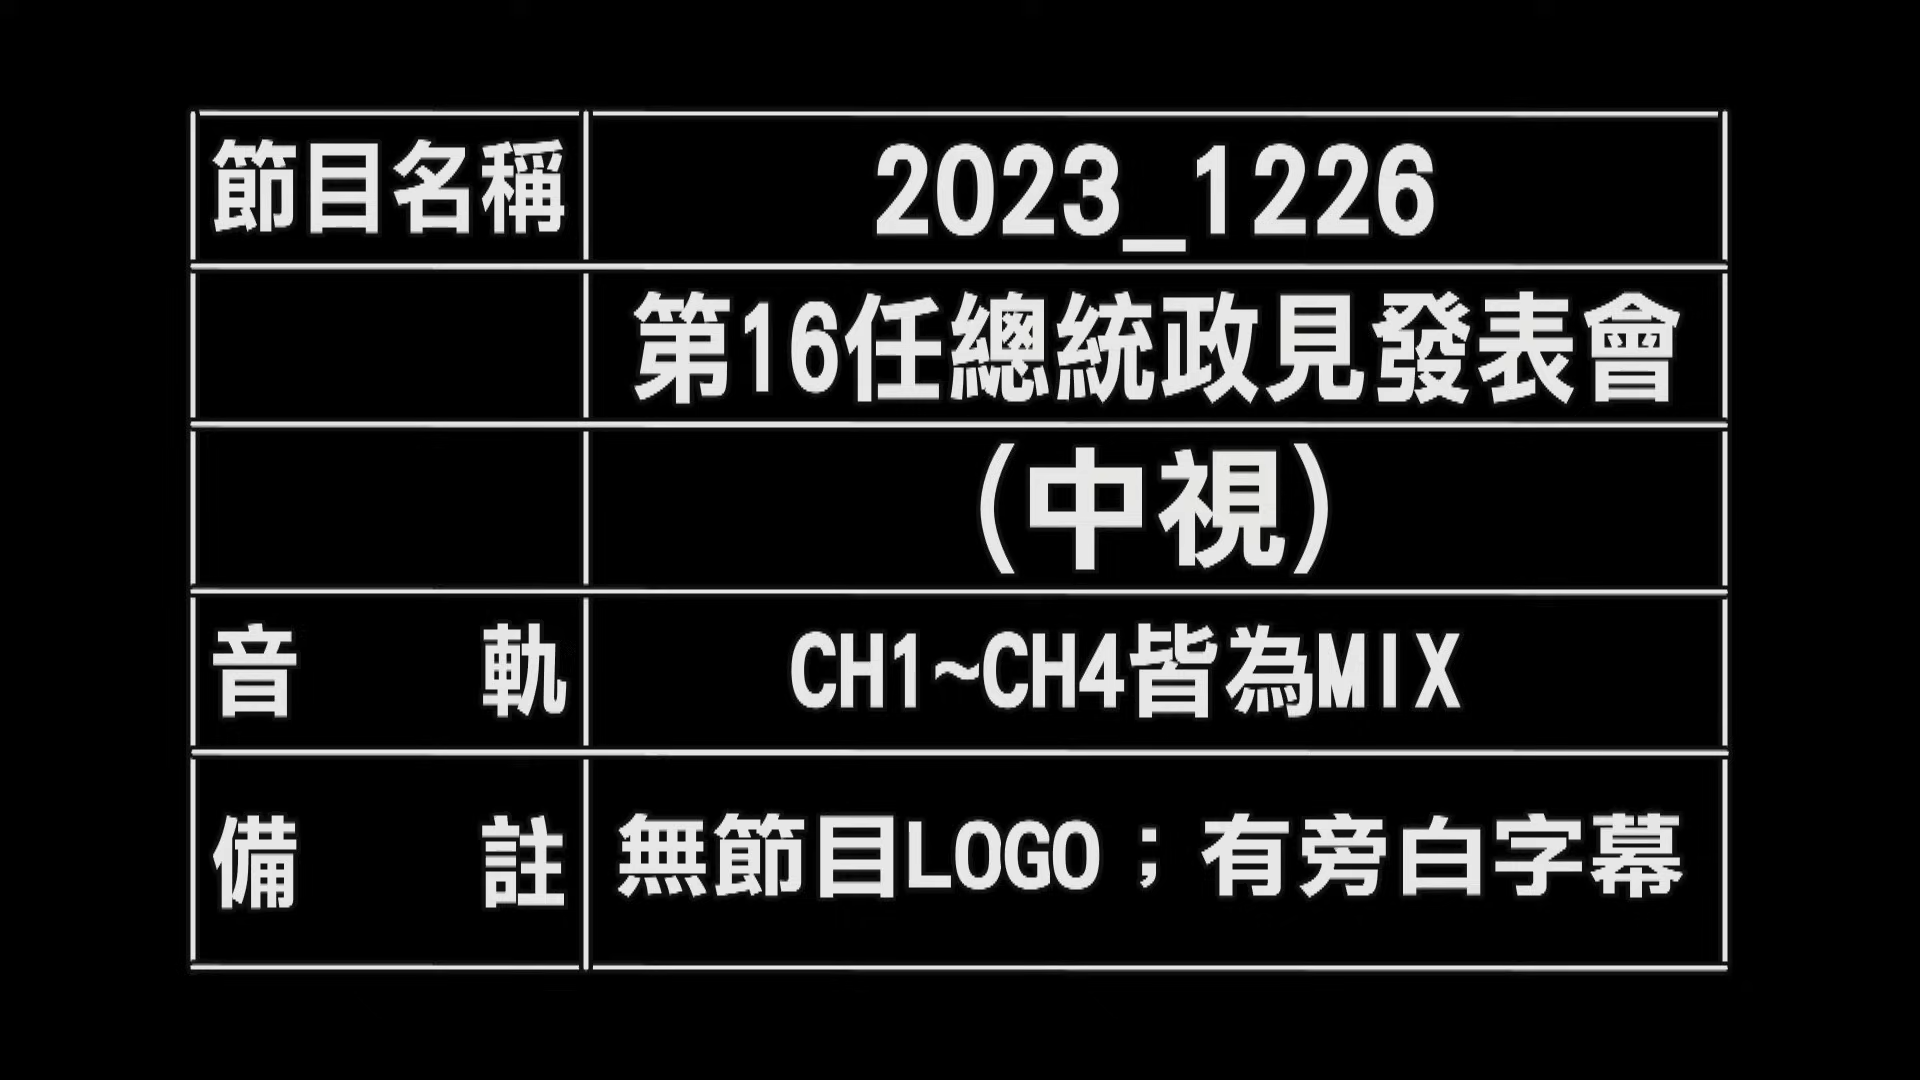 節目名稱 2023_1226
第16任總統政見發表會
(中視)
音軌 CH1~CH4皆為MIX
備註 無節目LOGO；有旁白字幕